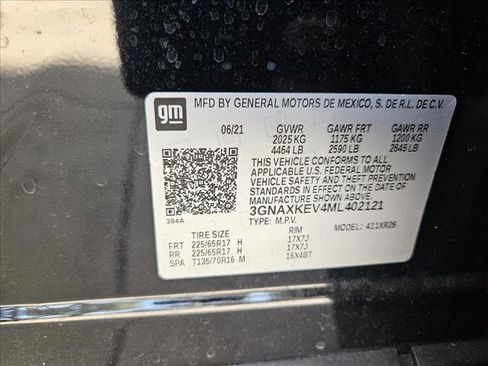 gm
MFD BY GENERAL MOTORS DE MEXICO, S. DE R.L. DE C.V.
06/21 GVWR GAWR FRT GAWR RR
2025 KG 1175 KG 1200 KG
4464 LB 2590 LB 2645 LB
THIS VEHICLE CONFORMS TO ALL APPLICABLE
U.S. FEDERAL MOTOR VEHICLE SAFETY, BUMPER,
AND THEFT PREVENTION STANDARDS IN EFFECT ON
THE DATE OF MANUFACTURE SHOWN ABOVE.
3GNAXKEV4ML402121
384A TYPE: M.P.V. MODEL: 411XR26
TIRE SIZE RIM
FRT 225/65R17 H 17X7J
RR 225/65R17 H 17X7J
SPA T135/70R16 M 16X4BT